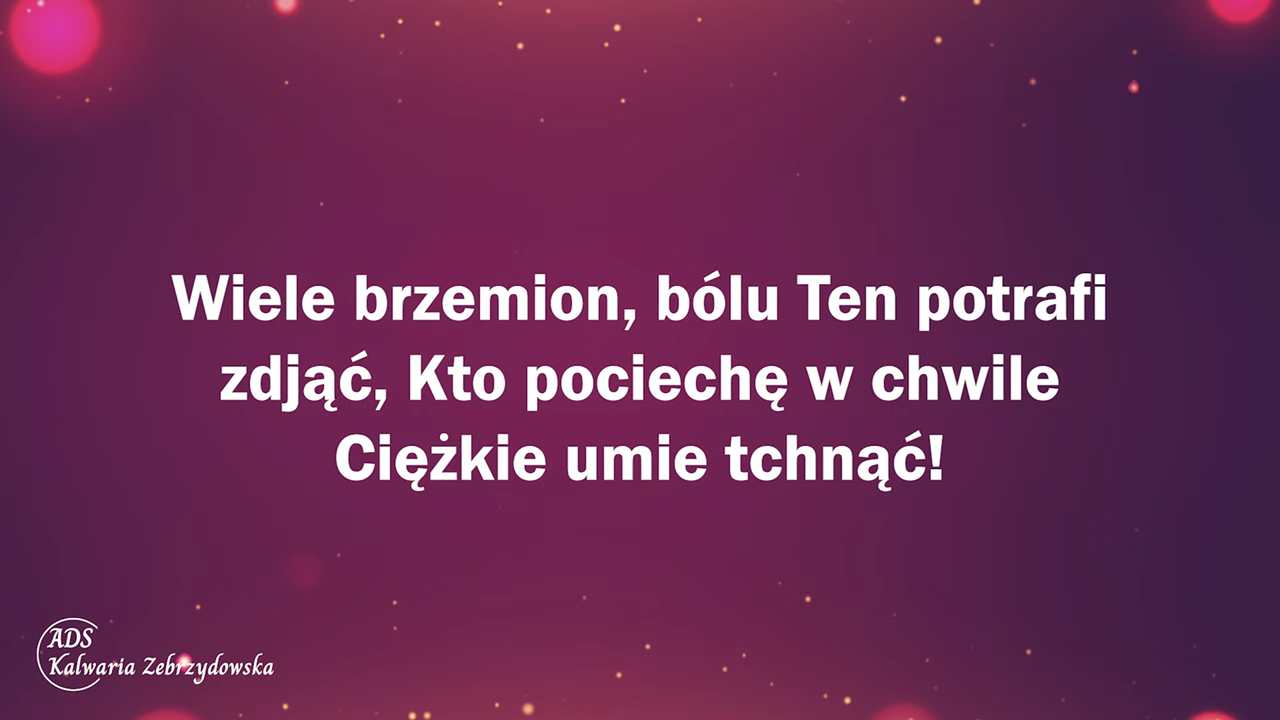 Wiele brzemion, bólu Ten potrafi
zdjąć, Kto pociechę w chwile
Ciężkie umie tchnąć!
ADS
Kalwaria Zebrzydowska